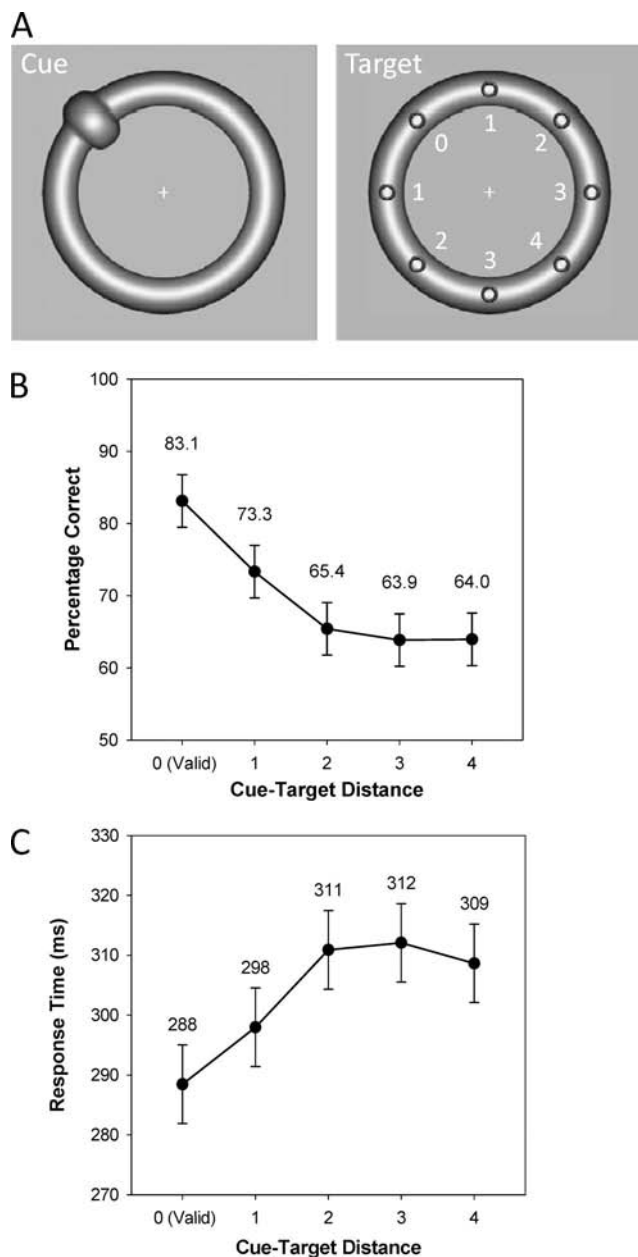 A
Cue
Target
1
0 2
1 + 3
2 4
3
+
B
100
90
80
70
60
50
Percentage Correct
83.1
73.3
65.4
63.9
64.0
0 (Valid) 1 2 3 4
Cue-Target Distance
C
330
320
310
300
290
280
270
Response Time (ms)
288
298
311
312
309
0 (Valid) 1 2 3 4
Cue-Target Distance